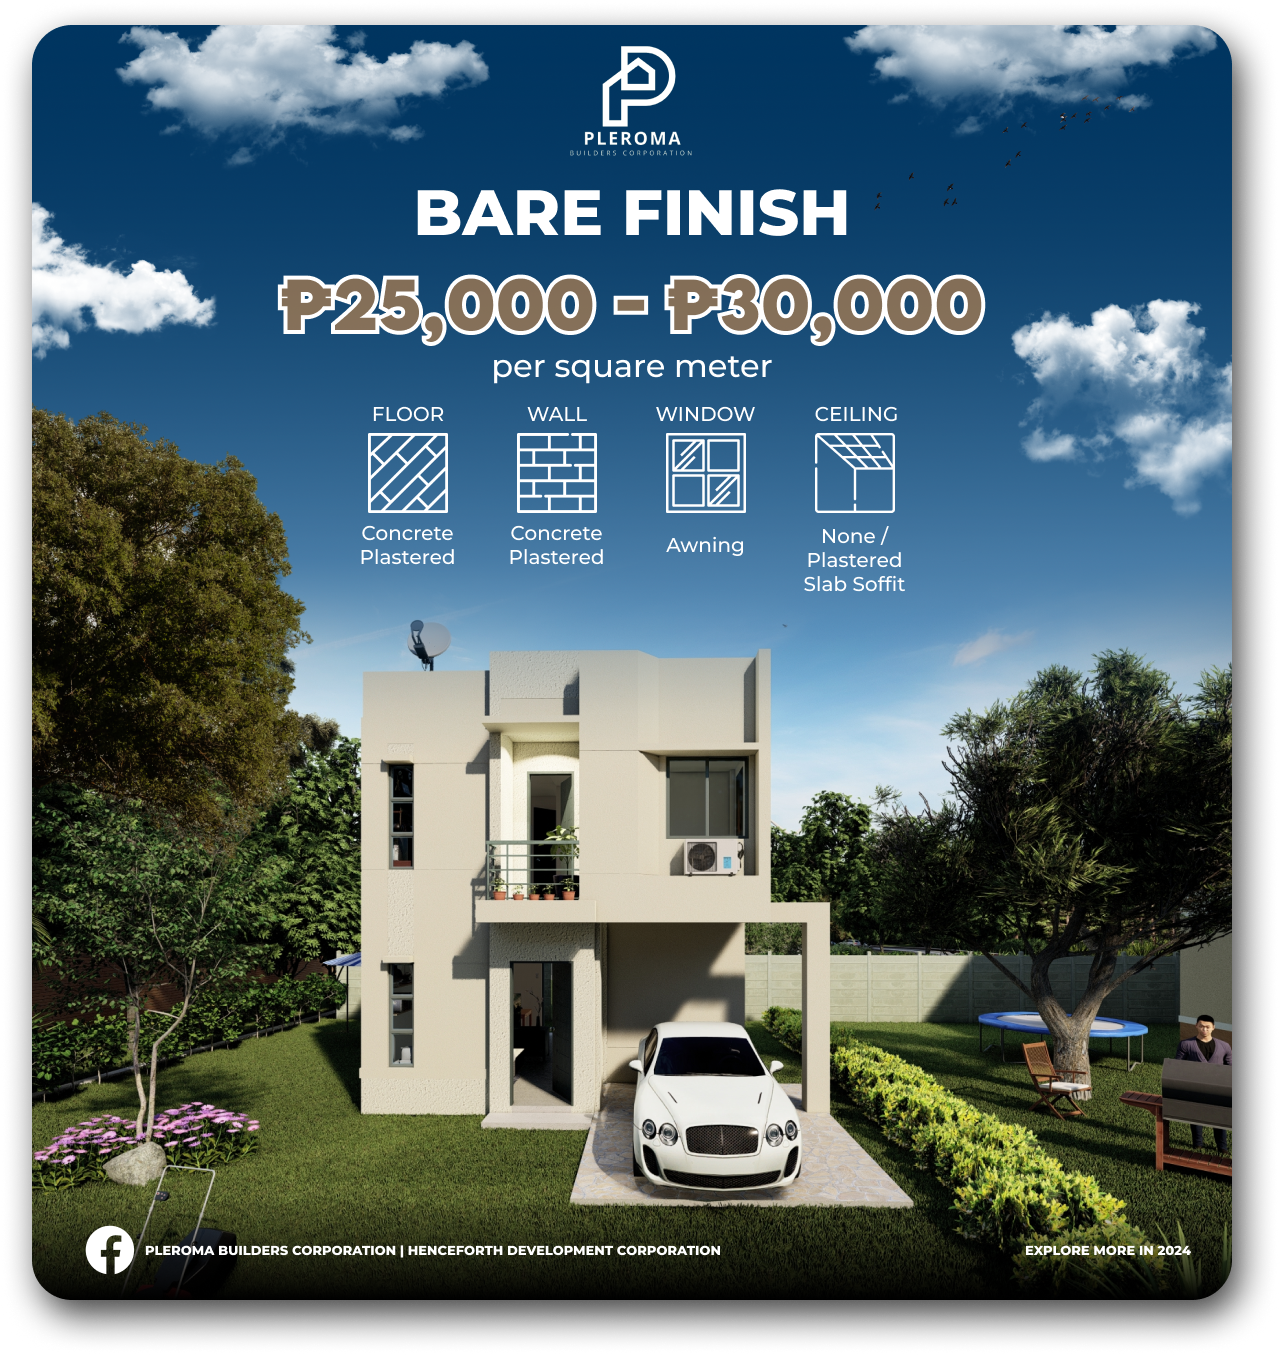 PLEROMA
BUILDERS CORPORATION
BARE FINISH
₱25,000 - ₱30,000
per square meter
FLOOR
Concrete
Plastered
WALL
Concrete
Plastered
WINDOW
Awning
CEILING
None /
Plastered
Slab Soffit
PLEROMA BUILDERS CORPORATION | HENCEFORTH DEVELOPMENT CORPORATION
EXPLORE MORE IN 2024